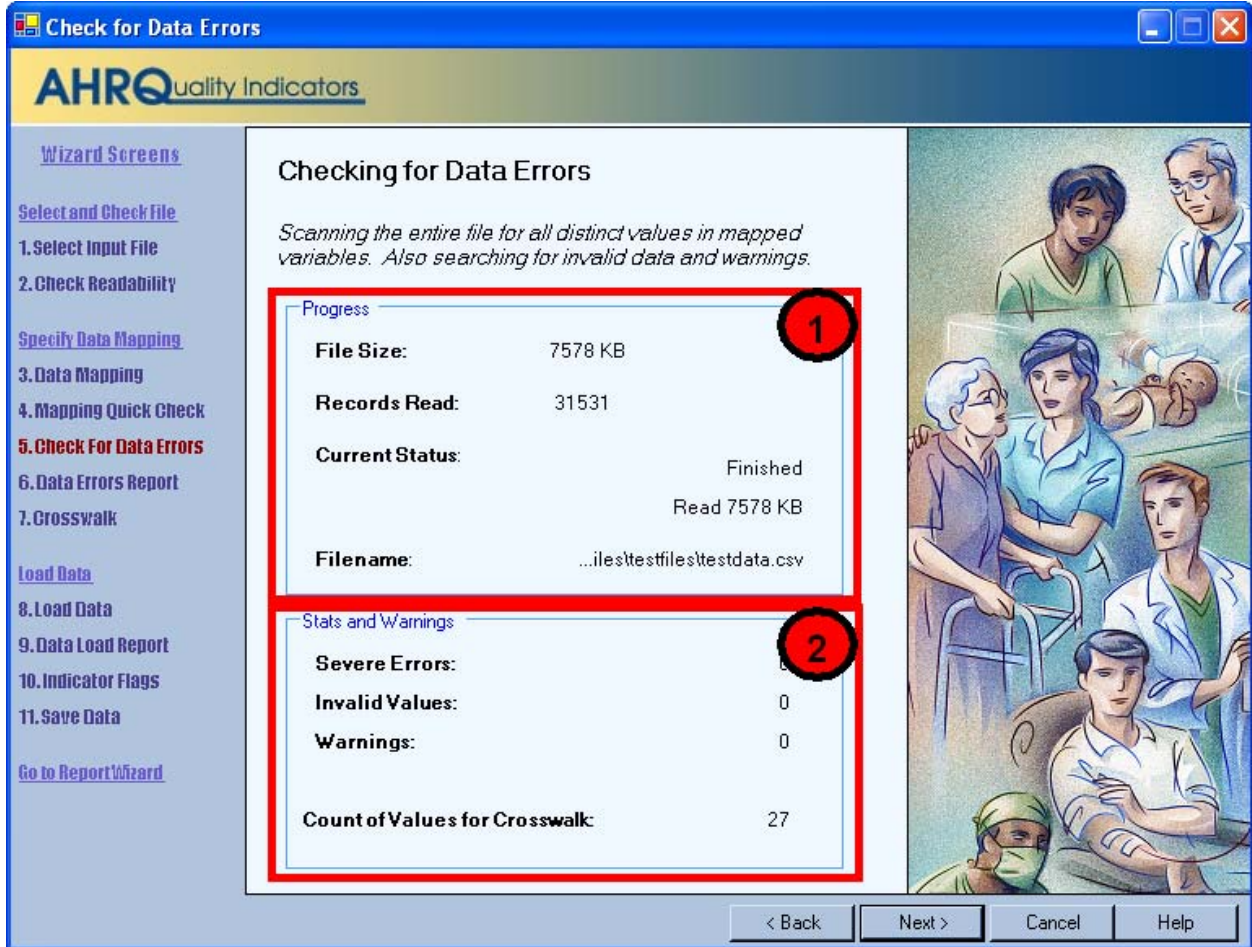 Check for Data Errors
AHRQuality Indicators
Wizard Screens
Select and Check File
1. Select Input File
2. Check Readability
Specify Data Mapping
3. Data Mapping
4. Mapping Quick Check
5. Check For Data Errors
6. Data Errors Report
7. Crosswalk
Load Data
8. Load Data
9. Data Load Report
10. Indicator Flags
11. Save Data
Go to Report Wizard
Checking for Data Errors
Scanning the entire file for all distinct values in mapped
variables. Also searching for invalid data and warnings.
Progress
1
File Size: 7578 KB
Records Read: 31531
Current Status:
Finished
Read 7578 KB
Filename: ...iles\testfiles\testdata.csv
Stats and Warnings
2
Severe Errors:
Invalid Values: 0
Warnings: 0
Count of Values for Crosswalk: 27
< Back
Next >
Cancel
Help